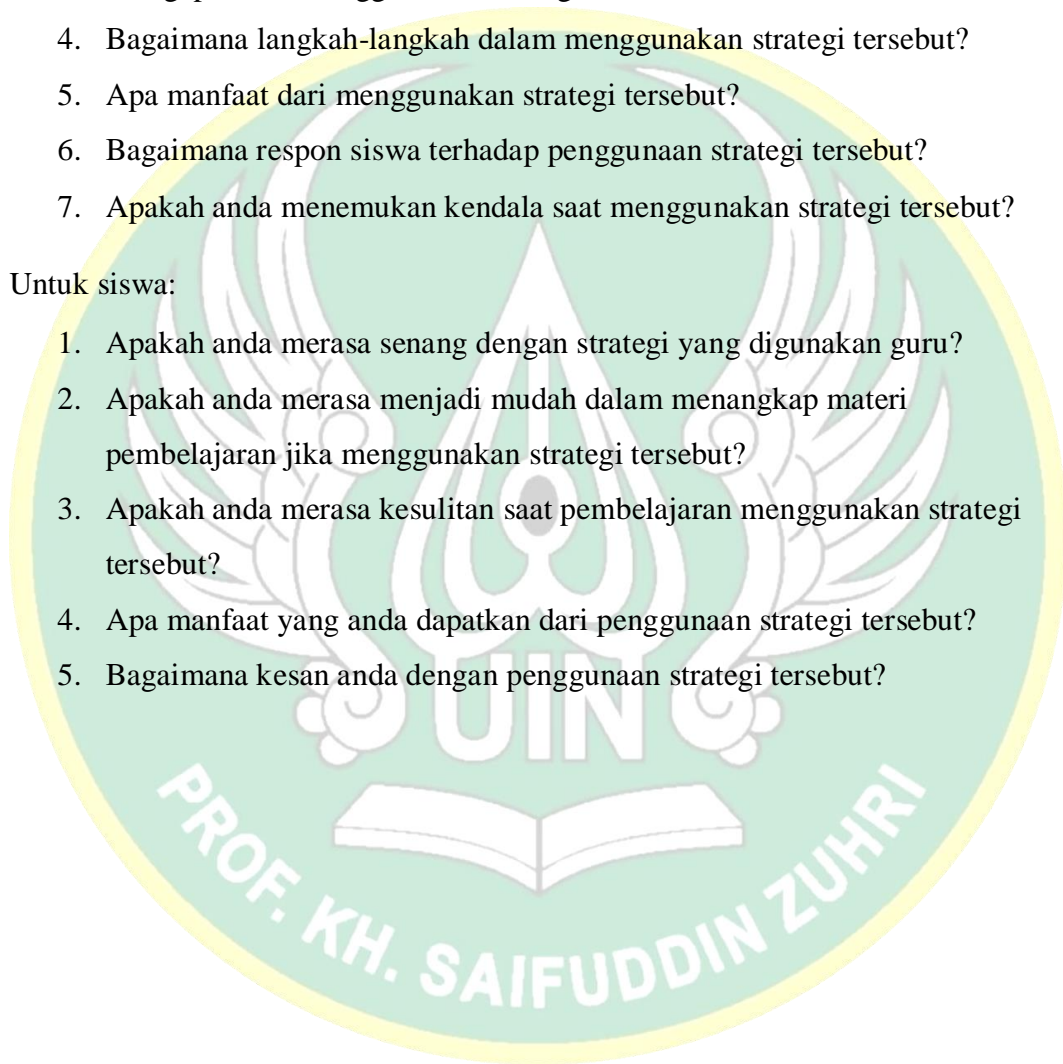 4. Bagaimana langkah-langkah dalam menggunakan strategi tersebut?
5. Apa manfaat dari menggunakan strategi tersebut?
6. Bagaimana respon siswa terhadap penggunaan strategi tersebut?
7. Apakah anda menemukan kendala saat menggunakan strategi tersebut?
Untuk siswa:
1. Apakah anda merasa senang dengan strategi yang digunakan guru?
2. Apakah anda merasa menjadi mudah dalam menangkap materi
pembelajaran jika menggunakan strategi tersebut?
3. Apakah anda merasa kesulitan saat pembelajaran menggunakan strategi
tersebut?
4. Apa manfaat yang anda dapatkan dari penggunaan strategi tersebut?
5. Bagaimana kesan anda dengan penggunaan strategi tersebut?
UIN
PROF. KH. SAIFUDDIN ZUHRI